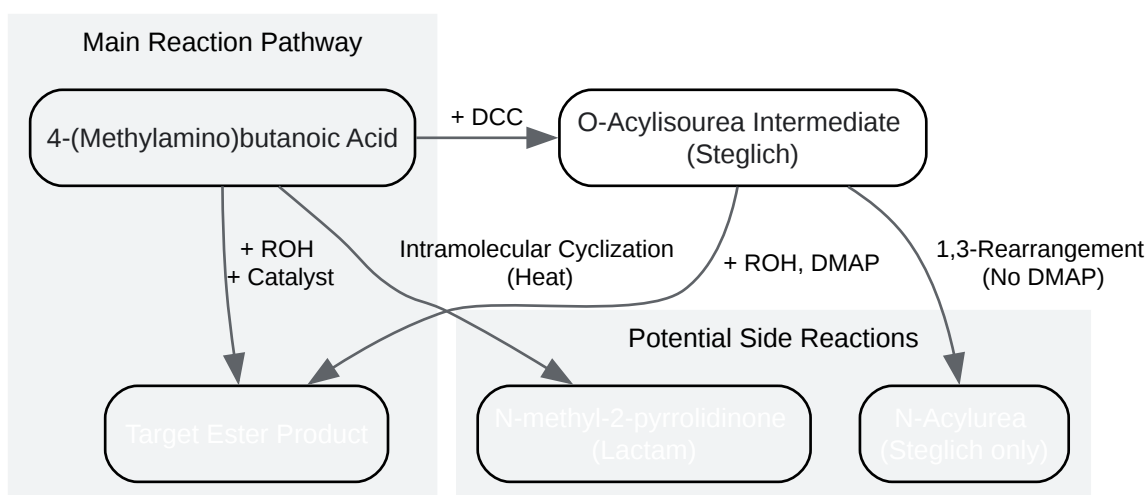 Main Reaction Pathway
4-(Methylamino)butanoic Acid
+ DCC
O-Acylisourea Intermediate
(Steglich)
+ ROH
+ Catalyst
Intramolecular Cyclization
(Heat)
+ ROH, DMAP
1,3-Rearrangement
(No DMAP)
Potential Side Reactions
Target Ester Product
N-methyl-2-pyrrolidinone
(Lactam)
N-Acylurea
(Steglich only)